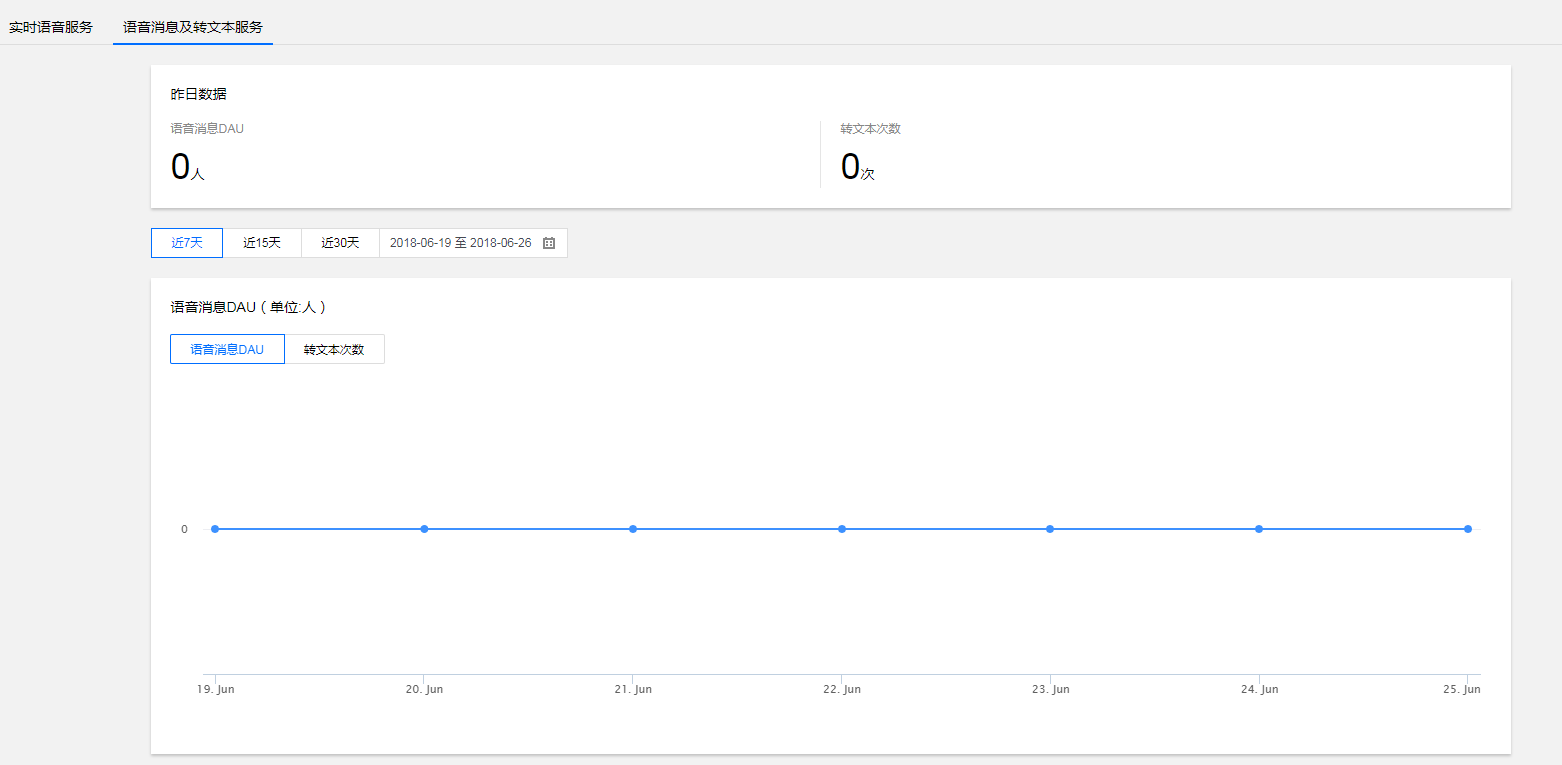 实时语音服务 语音消息及转文本服务
昨日数据
语音消息DAU 转文本次数
0人 0次
近7天 近15天 近30天 2018-06-19 至 2018-06-26
语音消息DAU（单位:人）
语音消息DAU 转文本次数
0
19. Jun 20. Jun 21. Jun 22. Jun 23. Jun 24. Jun 25. Jun